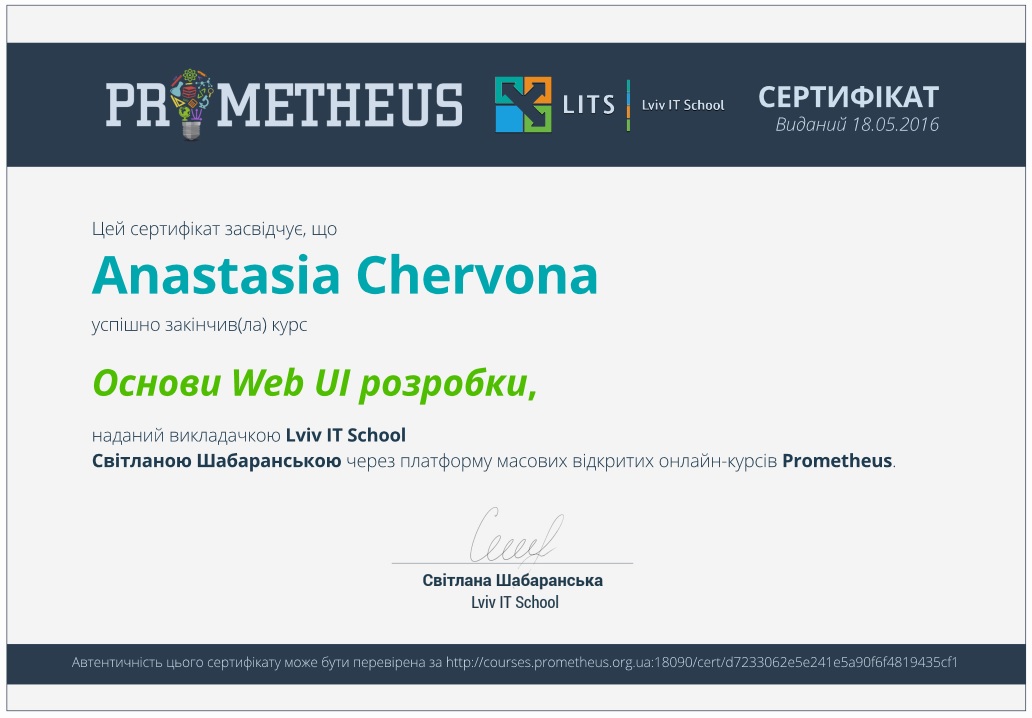 PROMETHEUS
LITS
Lviv IT School
СЕРТИФІКАТ
Виданий 18.05.2016
Цей сертифікат засвідчує, що
Anastasia Chervona
успішно закінчив(ла) курс
Основи Web UI розробки,
наданий викладачкою Lviv IT School
Світланою Шабаранською через платформу масових відкритих онлайн-курсів Prometheus.
Світлана Шабаранська
Lviv IT School
Автентичність цього сертифікату може бути перевірена за http://courses.prometheus.org.ua:18090/cert/d7233062e5e241e5a90f6f4819435cf1